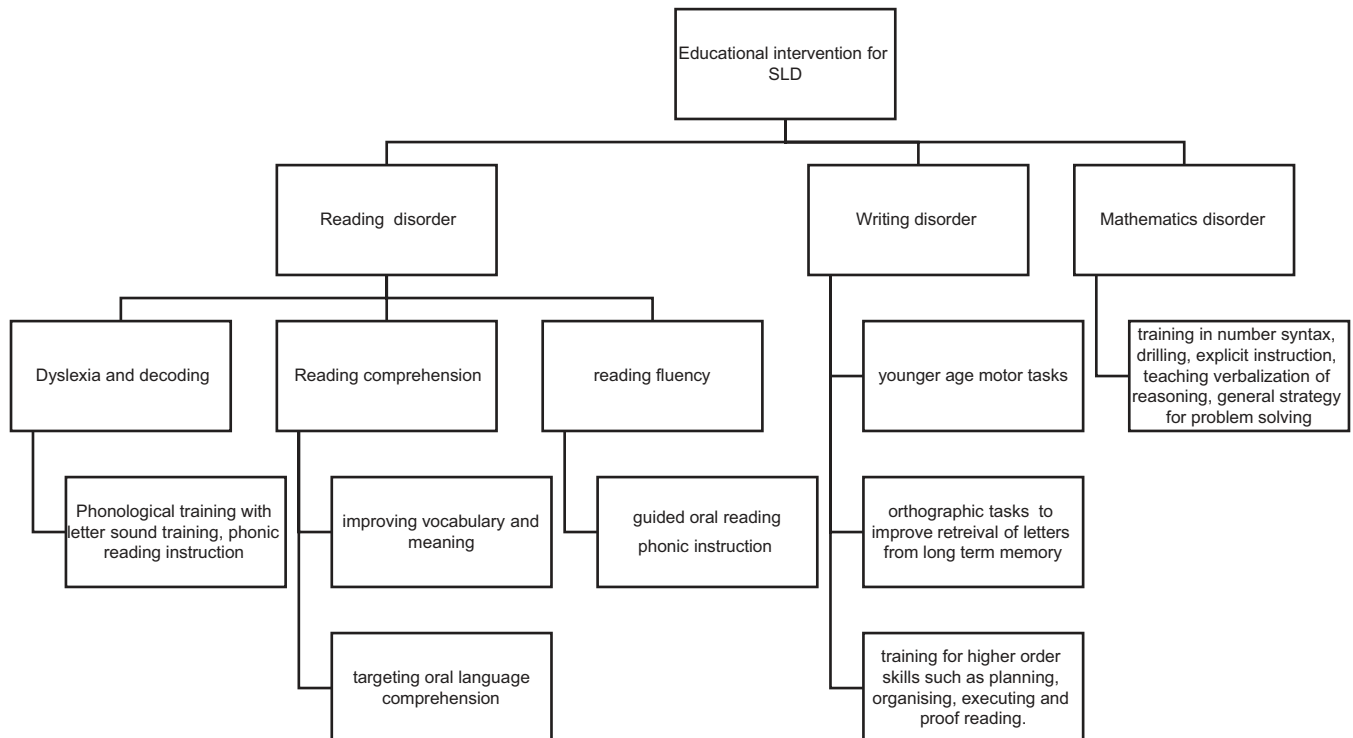 Educational intervention for
SLD
Reading disorder
Writing disorder
Mathematics disorder
Dyslexia and decoding
Reading comprehension
reading fluency
younger age motor tasks
training in number syntax,
drilling, explicit instruction,
teaching verbalization of
reasoning, general strategy
for problem solving
Phonological training with
letter sound training, phonic
reading instruction
improving vocabulary and
meaning
guided oral reading
phonic instruction
orthographic tasks to
improve retreival of letters
from long term memory
targeting oral language
comprehension
training for higher order
skills such as planning,
organising, executing and
proof reading.